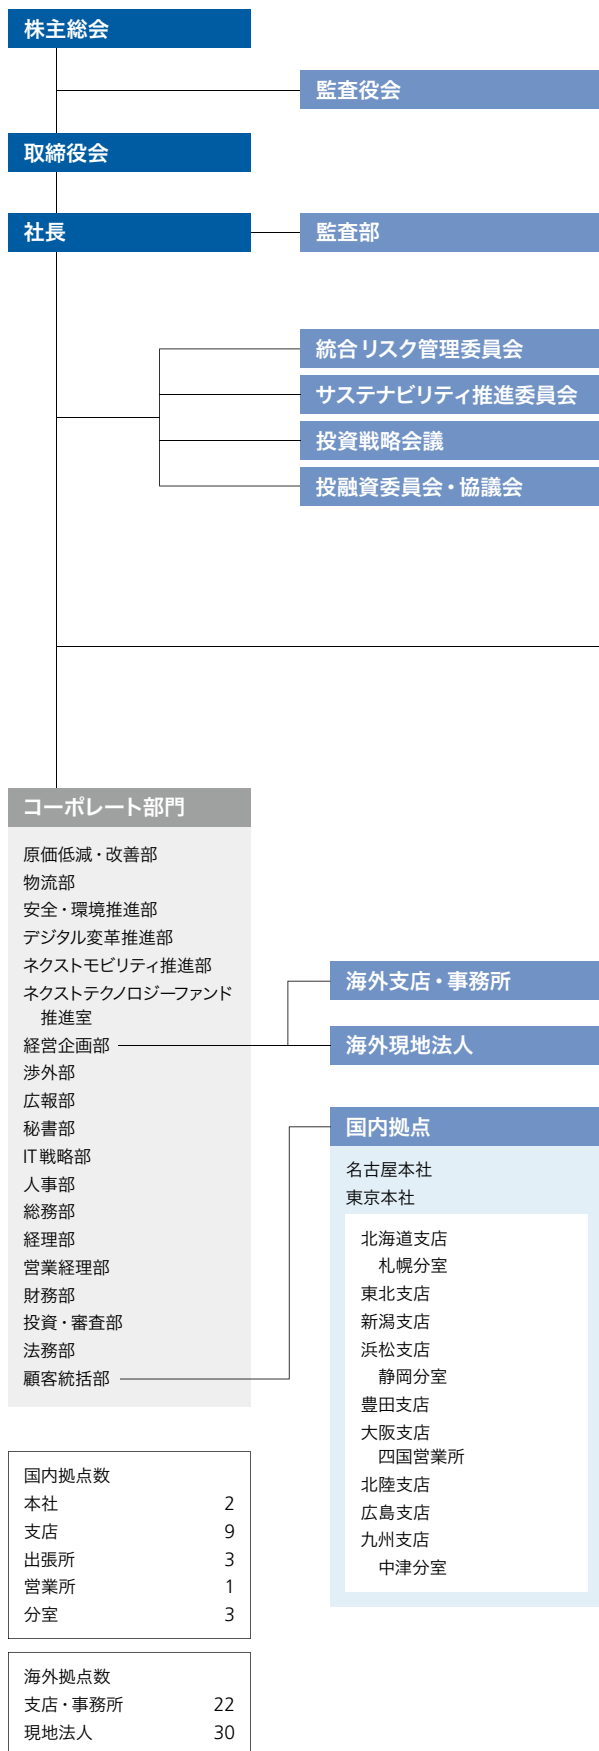 株主総会
監査役会
取締役会
社長
監査部
統合リスク管理委員会
サステナビリティ推進委員会
投資戦略会議
投融資委員会・協議会
コーポレート部門
原価低減・改善部
物流部
安全・環境推進部
デジタル変革推進部
ネクストモビリティ推進部
ネクストテクノロジーファンド
推進室
経営企画部
渉外部
広報部
秘書部
IT戦略部
人事部
総務部
経理部
営業経理部
財務部
投資・審査部
法務部
顧客統括部
海外支店・事務所
海外現地法人
国内拠点
名古屋本社
東京本社
北海道支店
札幌分室
東北支店
新潟支店
浜松支店
静岡分室
豊田支店
大阪支店
四国営業所
北陸支店
広島支店
九州支店
中津分室
国内拠点数
本社 2
支店 9
出張所 3
営業所 1
分室 3
海外拠点数
支店・事務所 22
現地法人 30